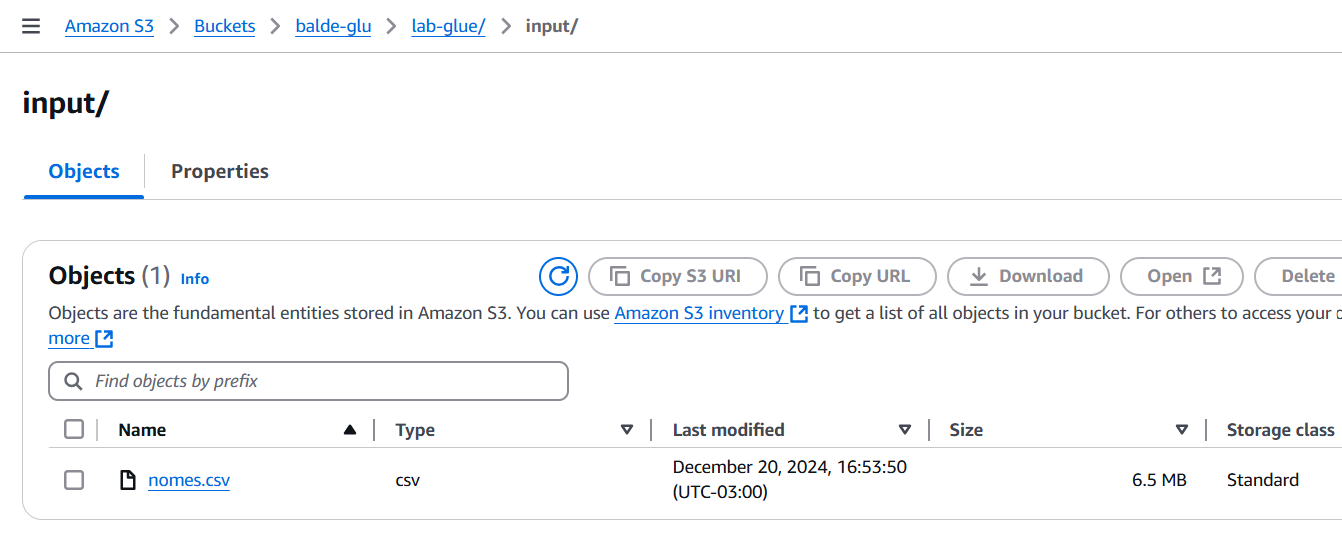 Amazon S3 > Buckets > balde-glu > lab-glue/ > input/
input/
Objects Properties
Objects (1) Info Copy S3 URI Copy URL Download Open Delete
Objects are the fundamental entities stored in Amazon S3. You can use Amazon S3 inventory to get a list of all objects in your bucket. For others to access your
more
Find objects by prefix
Name Type Last modified Size Storage class
nomes.csv csv December 20, 2024, 16:53:50 (UTC-03:00) 6.5 MB Standard